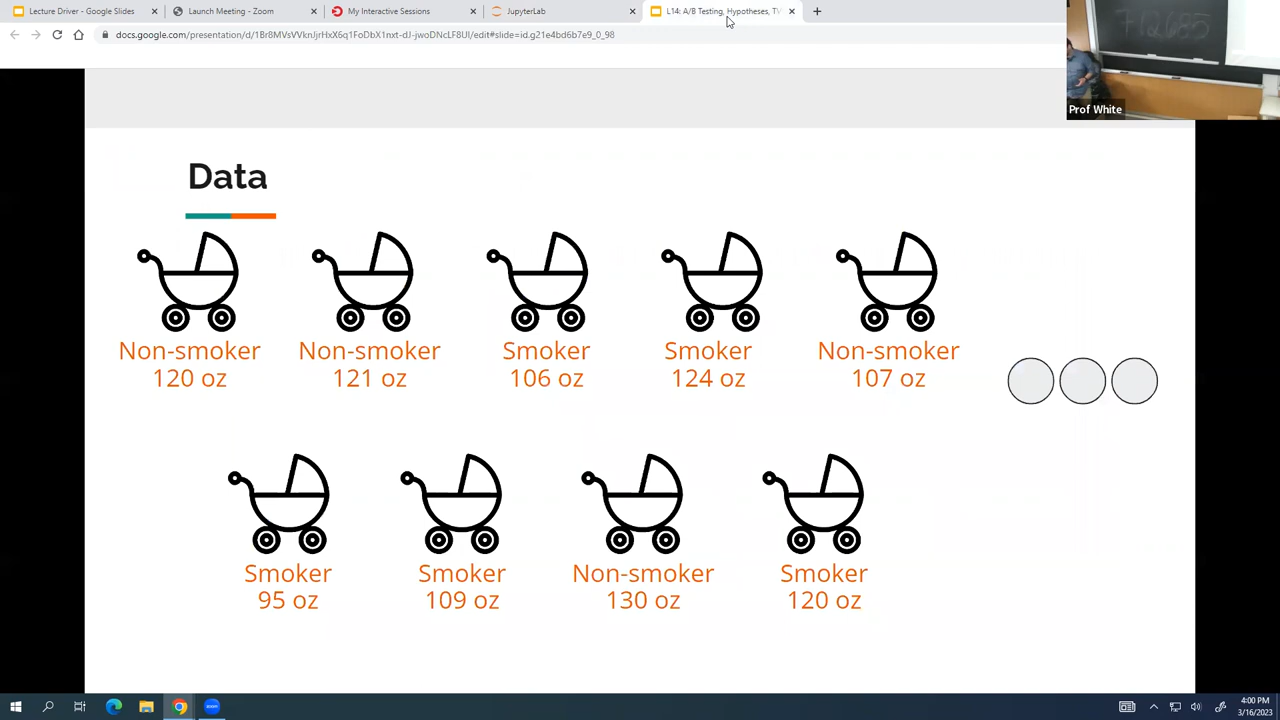 Lecture Driver - Google Slides
Launch Meeting - Zoom
My Interactive Sessions
JupyterLab
L14: A/B Testing, Hypotheses, TV
Prof White
Data
Non-smoker
120 oz
Non-smoker
121 oz
Smoker
106 oz
Smoker
124 oz
Non-smoker
107 oz
Smoker
95 oz
Smoker
109 oz
Non-smoker
130 oz
Smoker
120 oz
4:00 PM
3/16/2023